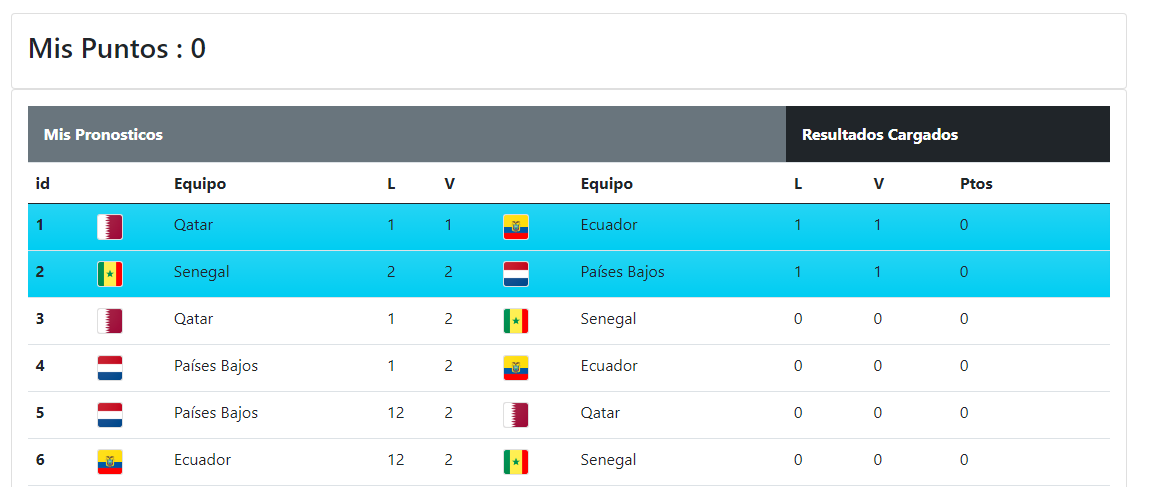 Mis Puntos : 0
Mis Pronosticos Resultados Cargados
id Equipo L V Equipo L V Ptos
1 Qatar 1 1 Ecuador 1 1 0
2 Senegal 2 2 Países Bajos 1 1 0
3 Qatar 1 2 Senegal 0 0 0
4 Países Bajos 1 2 Ecuador 0 0 0
5 Países Bajos 12 2 Qatar 0 0 0
6 Ecuador 12 2 Senegal 0 0 0